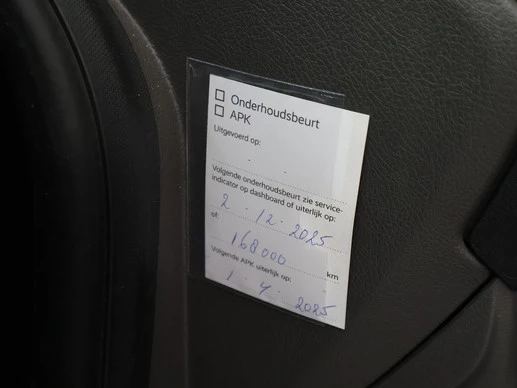 Onderhoudsbeurt
APK
Uitgevoerd op:
Volgende onderhoudsbeurt zie service-
indicator op dashboard of uiterlijk op:
2 - 12 - 2025
of
168000 km
Volgende APK uiterlijk op:
1 - 4 - 2025